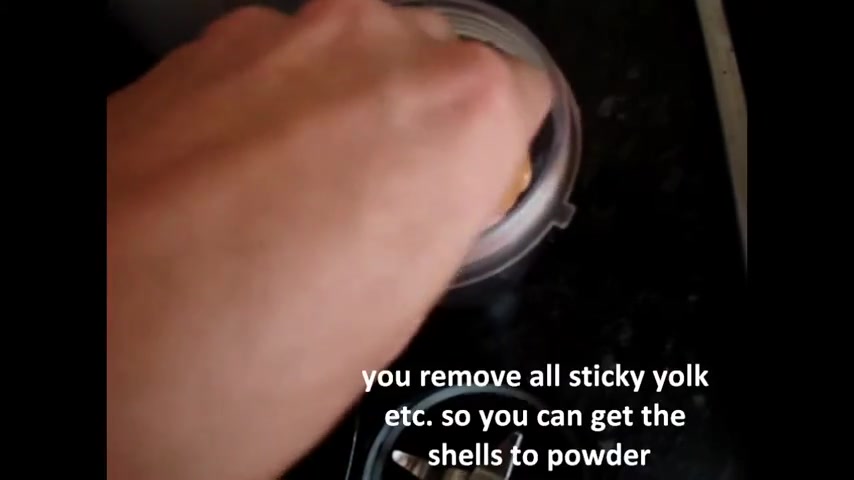 you remove all sticky yolk
etc. so you can get the
shells to powder